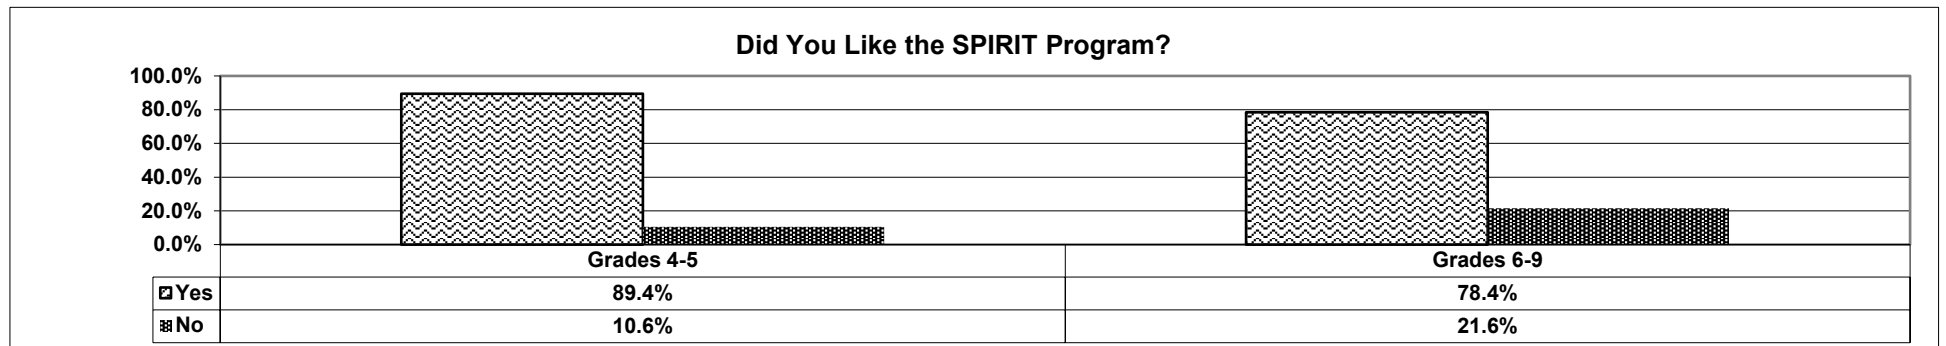 Did You Like the SPIRIT Program?
100.0%
80.0%
60.0%
40.0%
20.0%
0.0%
Grades 4-5 Grades 6-9
Yes 89.4% 78.4%
No 10.6% 21.6%